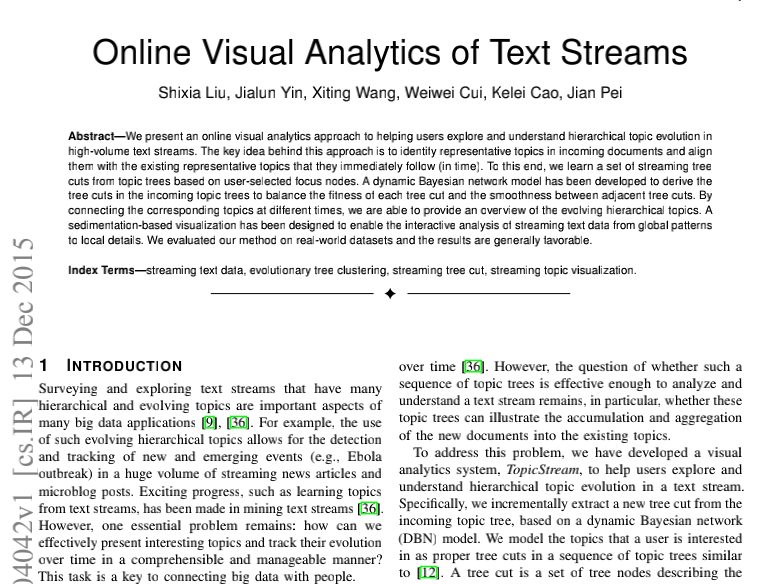 Online Visual Analytics of Text Streams
Shixia Liu, Jialun Yin, Xiting Wang, Weiwei Cui, Kelei Cao, Jian Pei
Abstract—We present an online visual analytics approach to helping users explore and understand hierarchical topic evolution in
high-volume text streams. The key idea behind this approach is to identify representative topics in incoming documents and align
them with the existing representative topics that they immediately follow (in time). To this end, we learn a set of streaming tree
cuts from topic trees based on user-selected focus nodes. A dynamic Bayesian network model has been developed to derive the
tree cuts in the incoming topic trees to balance the fitness of each tree cut and the smoothness between adjacent tree cuts. By
connecting the corresponding topics at different times, we are able to provide an overview of the evolving hierarchical topics. A
sedimentation-based visualization has been designed to enable the interactive analysis of streaming text data from global patterns
to local details. We evaluated our method on real-world datasets and the results are generally favorable.
Index Terms—streaming text data, evolutionary tree clustering, streaming tree cut, streaming topic visualization.
04042v1 [cs.IR] 13 Dec 2015
1 INTRODUCTION
Surveying and exploring text streams that have many
hierarchical and evolving topics are important aspects of
many big data applications [9], [36]. For example, the use
of such evolving hierarchical topics allows for the detection
and tracking of new and emerging events (e.g., Ebola
outbreak) in a huge volume of streaming news articles and
microblog posts. Exciting progress, such as learning topics
from text streams, has been made in mining text streams [36].
However, one essential problem remains: how can we
effectively present interesting topics and track their evolution
over time in a comprehensible and manageable manner?
This task is a key to connecting big data with people.
over time [36]. However, the question of whether such a
sequence of topic trees is effective enough to analyze and
understand a text stream remains, in particular, whether these
topic trees can illustrate the accumulation and aggregation
of the new documents into the existing topics.
To address this problem, we have developed a visual
analytics system, TopicStream, to help users explore and
understand hierarchical topic evolution in a text stream.
Specifically, we incrementally extract a new tree cut from the
incoming topic tree, based on a dynamic Bayesian network
(DBN) model. We model the topics that a user is interested
in as proper tree cuts in a sequence of topic trees similar
to [12]. A tree cut is a set of tree nodes describing the